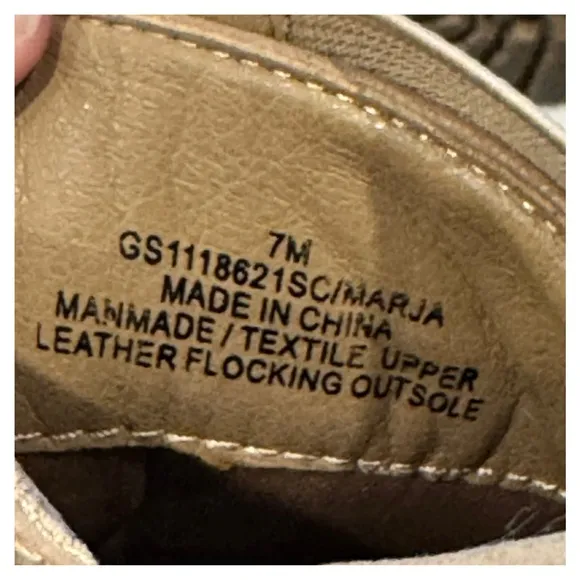 7M
GS1118621SC/MARJA
MADE IN CHINA
MANMADE / TEXTILE UPPER
LEATHER FLOCKING OUTSOLE